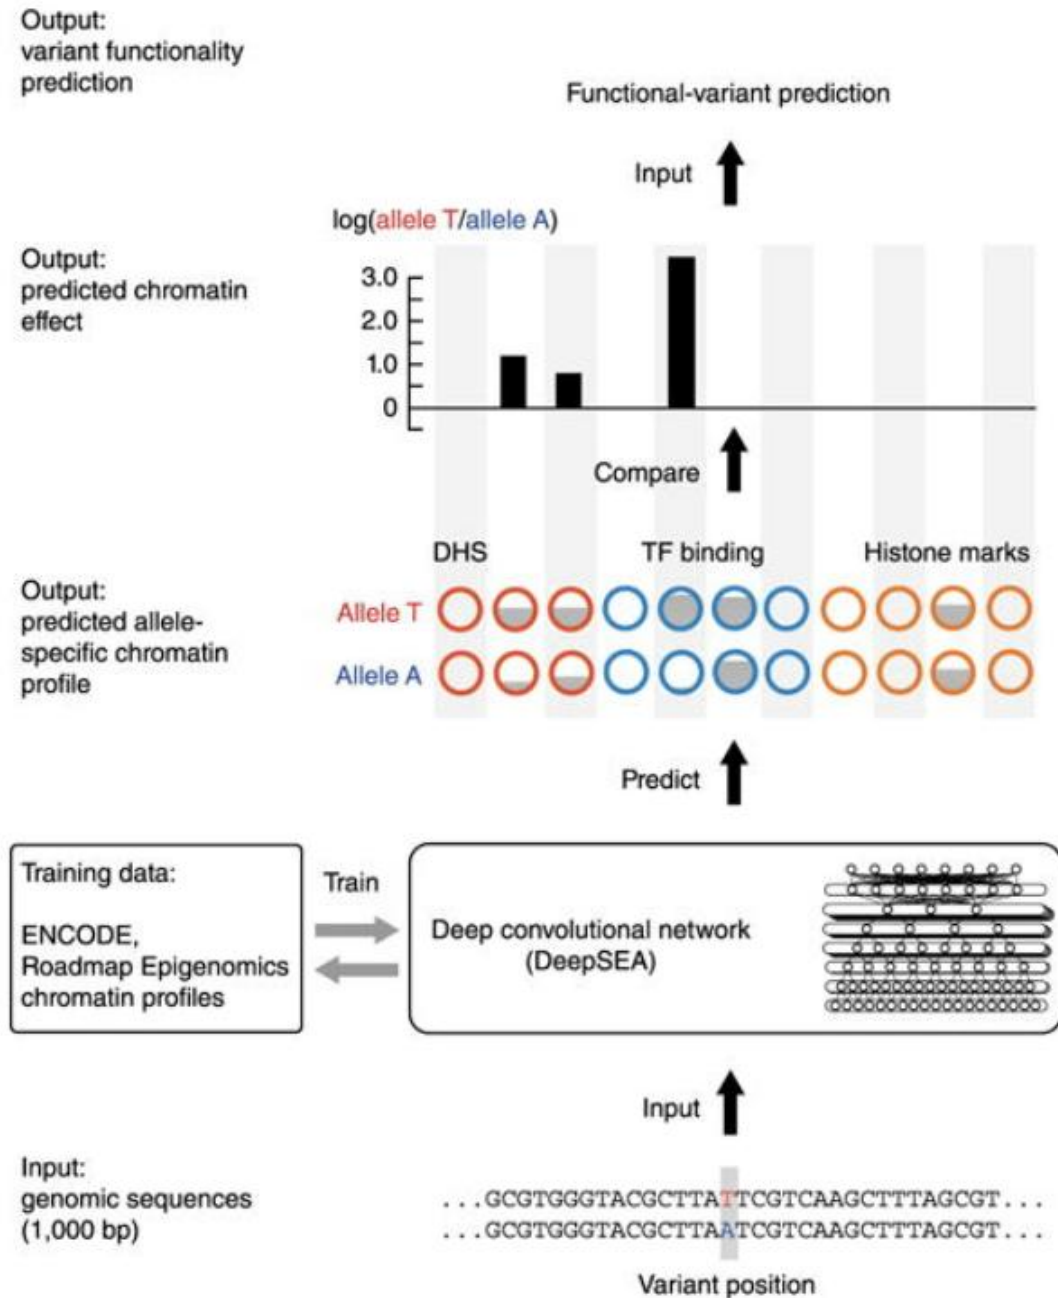 Output:
variant functionality
prediction
Functional-variant prediction
Input
log(allele T/allele A)
Output:
predicted chromatin
effect
3.0
2.0
1.0
0
Compare
DHS
TF binding
Histone marks
Output:
predicted allele-
specific chromatin
profile
Allele T
Allele A
Predict
Training data:
ENCODE,
Roadmap Epigenomics
chromatin profiles
Train
Deep convolutional network
(DeepSEA)
Input
Input:
genomic sequences
(1,000 bp)
...GCGTGGGTACGCTTATTCGTCAAGCTTTAGCGT...
...GCGTGGGTACGCTTAATCGTCAAGCTTTAGCGT...
Variant position